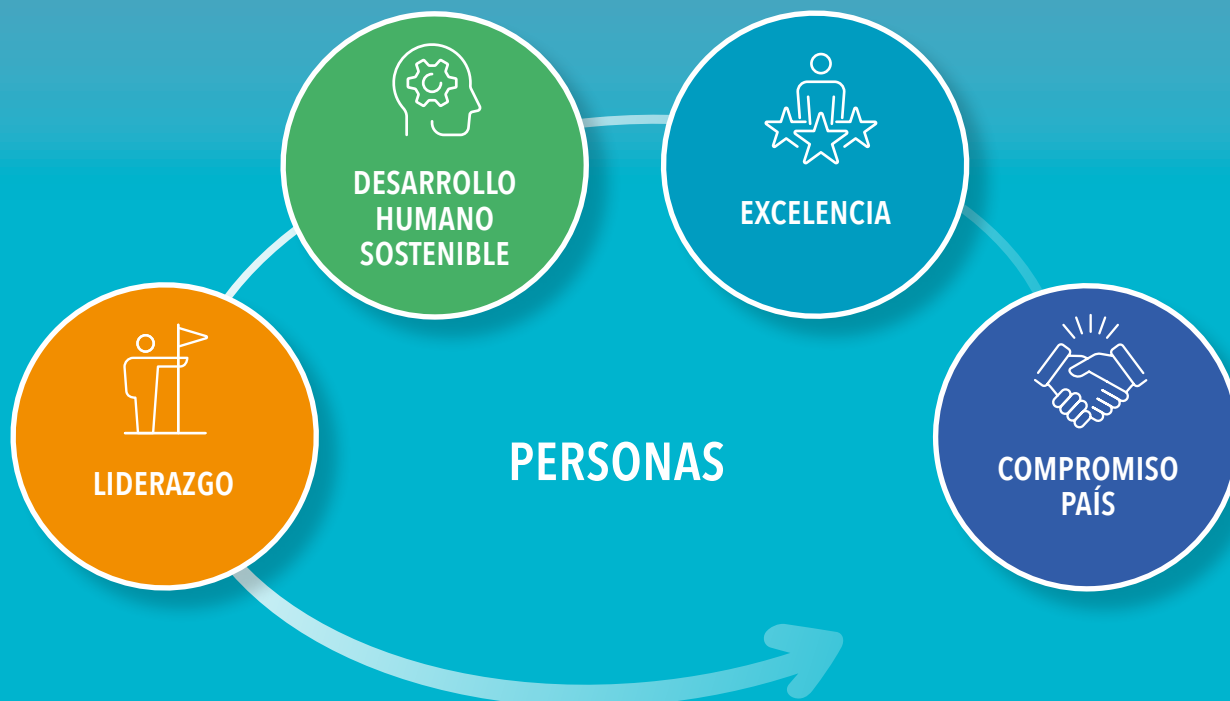 DESARROLLO
HUMANO
SOSTENIBLE
EXCELENCIA
LIDERAZGO
PERSONAS
COMPROMISO
PAÍS